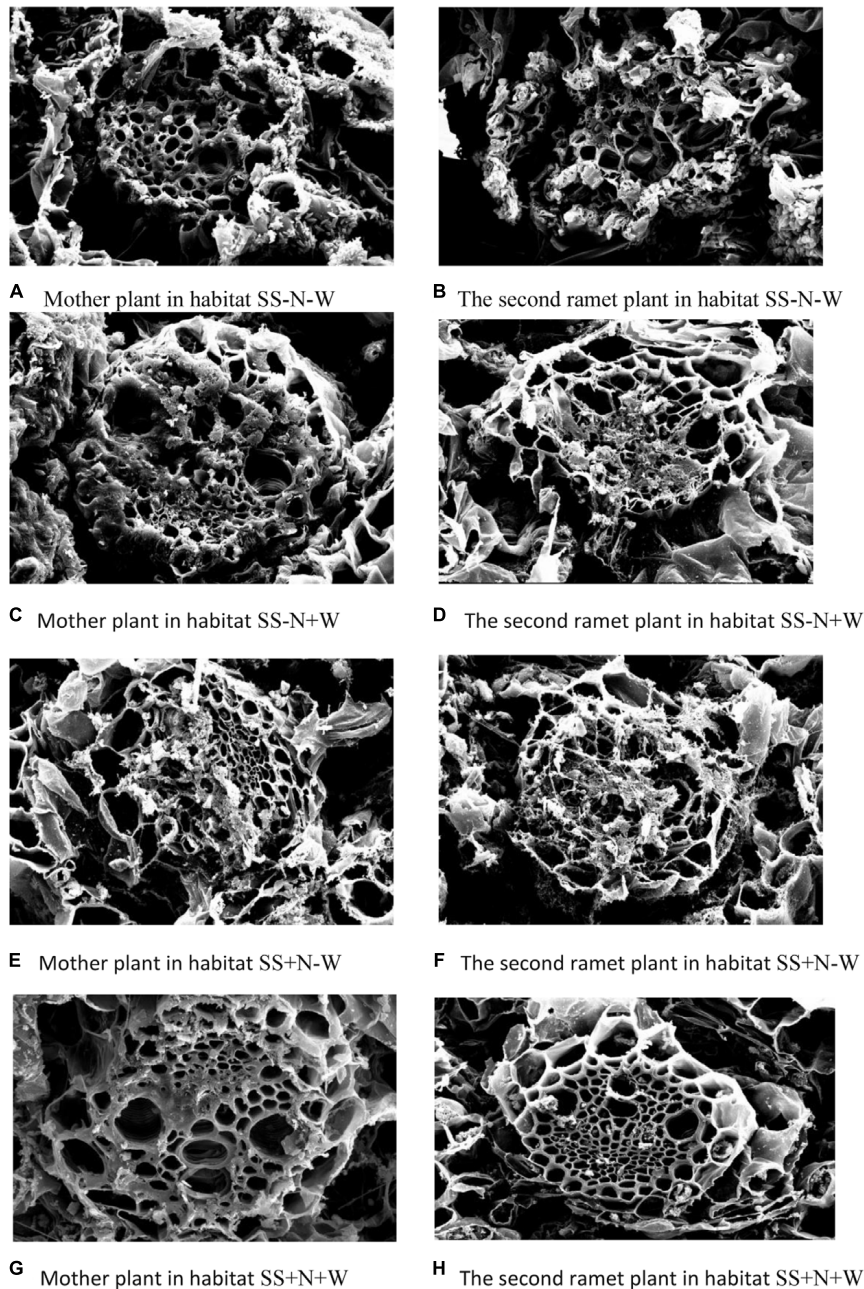 A Mother plant in habitat SS-N-W
B The second ramet plant in habitat SS-N-W
C Mother plant in habitat SS-N+W
D The second ramet plant in habitat SS-N+W
E Mother plant in habitat SS+N-W
F The second ramet plant in habitat SS+N-W
G Mother plant in habitat SS+N+W
H The second ramet plant in habitat SS+N+W